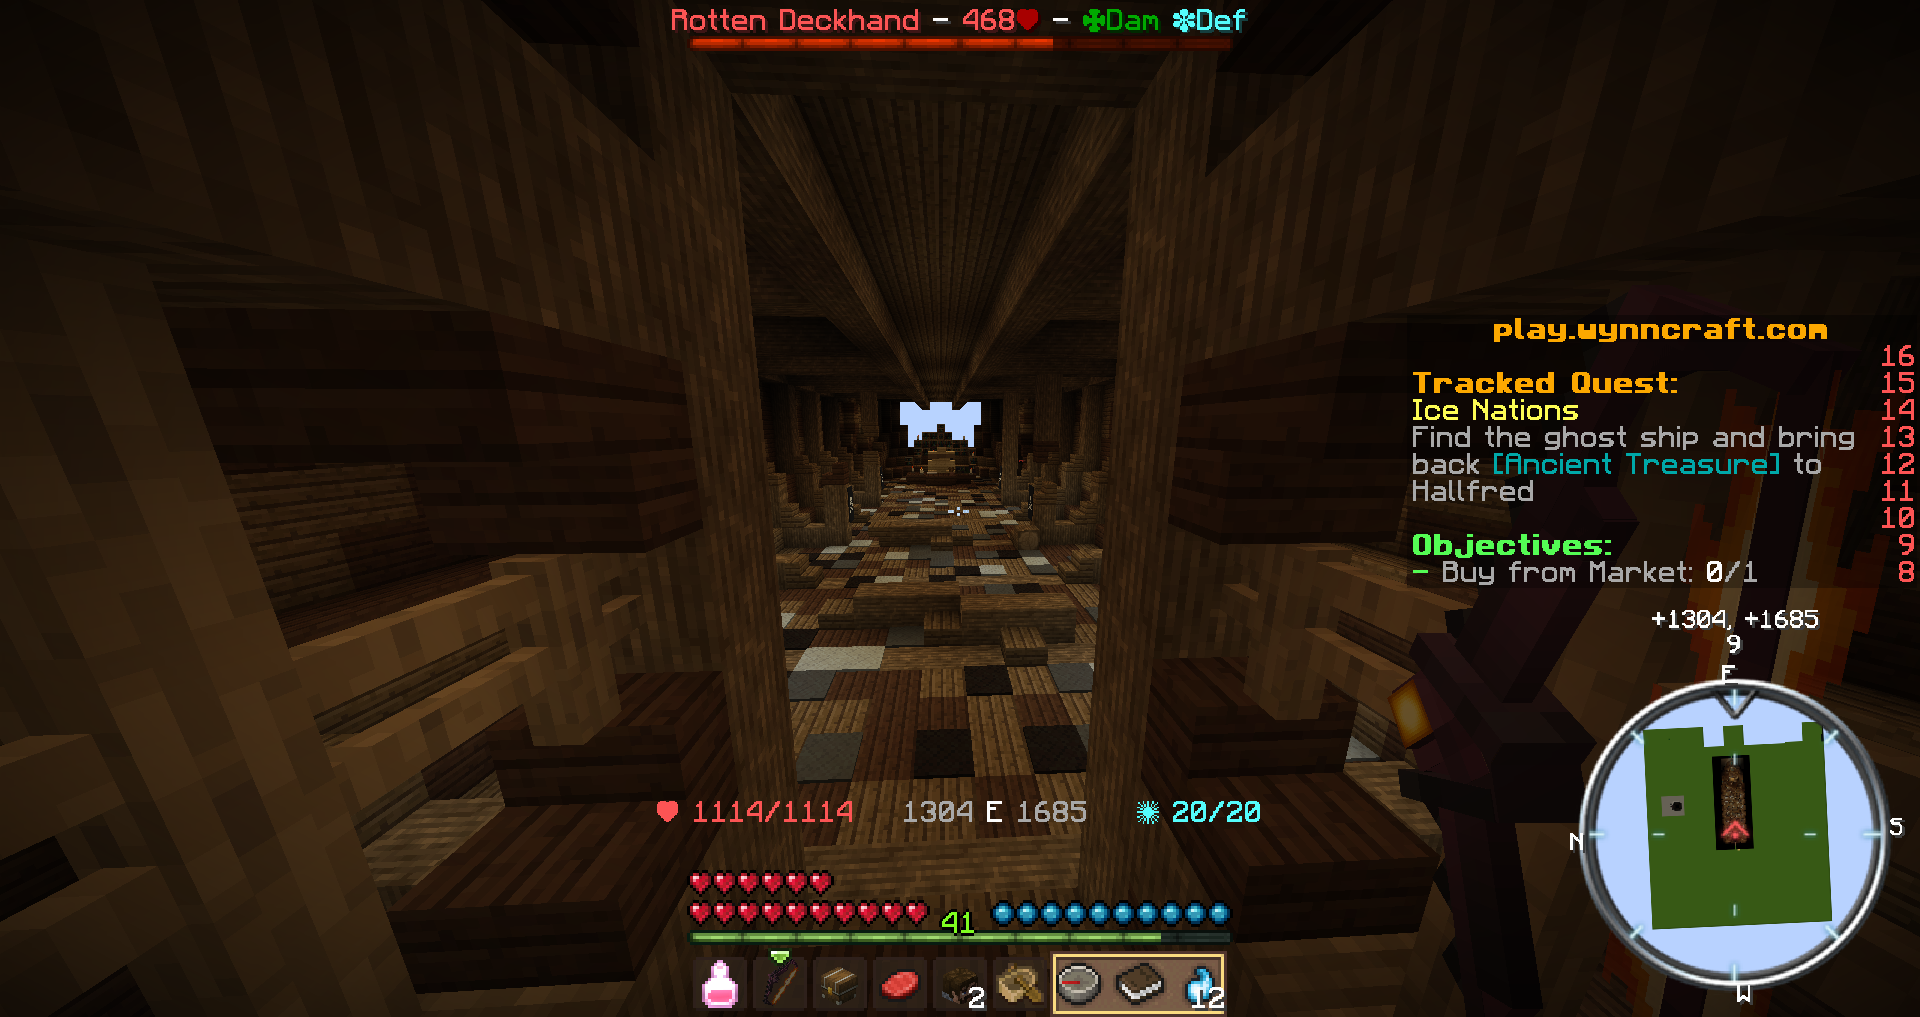 Rotten Deckhand - 468❤ - ✤Dam ❄Def
play.wynncraft.com
16
Tracked Quest: 15
Ice Nations 14
Find the ghost ship and bring 13
back [Ancient Treasure] to 12
Hallfred 11
10
Objectives: 9
- Buy from Market: 0/1 8
+1304, +1685
9
E
N
S
W
❤ 1114/1114 1304 E 1685 20/20
41
2
12